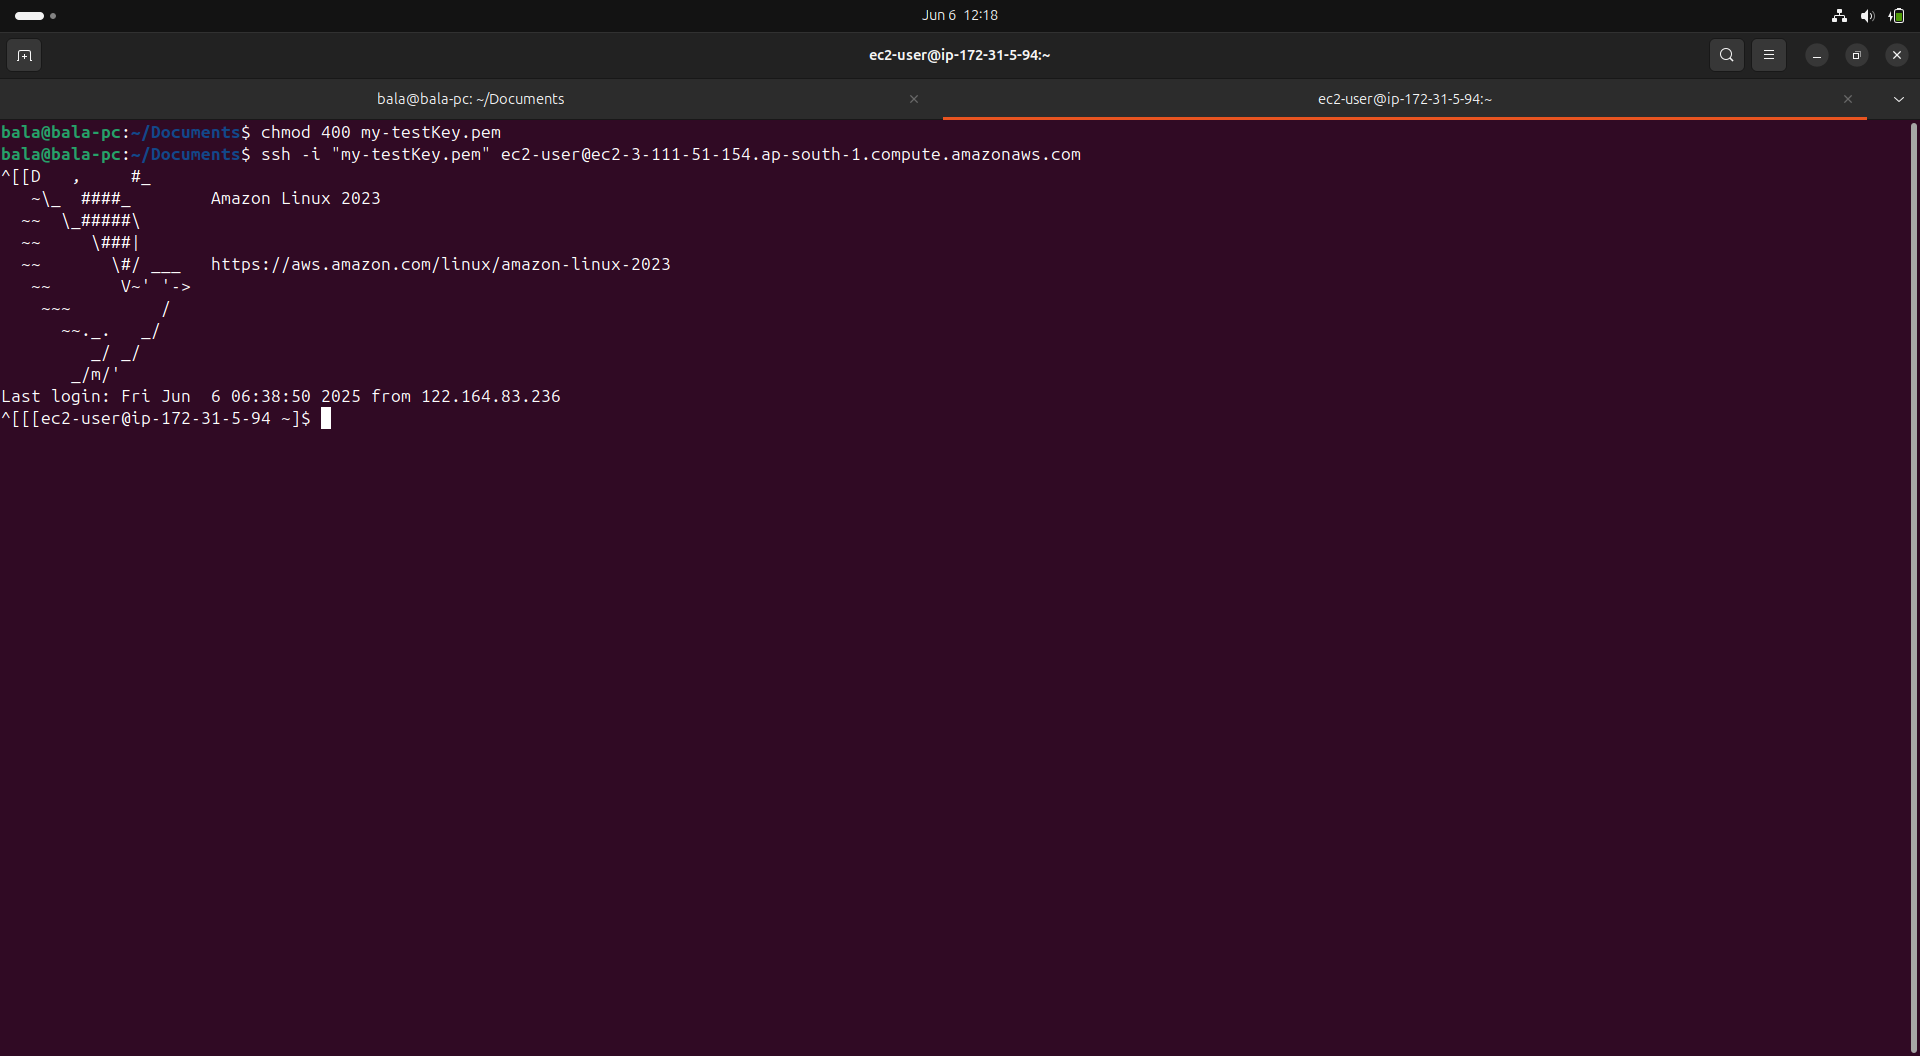 Jun 6 12:18
ec2-user@ip-172-31-5-94:~
bala@bala-pc: ~/Documents
ec2-user@ip-172-31-5-94:~
bala@bala-pc:~/Documents$ chmod 400 my-testKey.pem
bala@bala-pc:~/Documents$ ssh -i "my-testKey.pem" ec2-user@ec2-3-111-51-154.ap-south-1.compute.amazonaws.com
^[[D   ,     #_
   ~\_  ####_        Amazon Linux 2023
  ~~  \_#####\
  ~~     \###|
  ~~       \#/ ___   https://aws.amazon.com/linux/amazon-linux-2023
   ~~       V~' '->
    ~~~         /
      ~~._.   _/
         _/ _/
       _/m/'
Last login: Fri Jun  6 06:38:50 2025 from 122.164.83.236
^[[[ec2-user@ip-172-31-5-94 ~]$